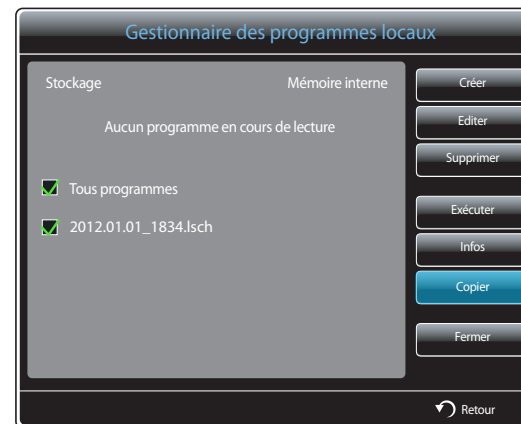 Gestionnaire des programmes locaux
Stockage Mémoire interne
Aucun programme en cours de lecture
Tous programmes
2012.01.01_1834.lsch
Créer
Editer
Supprimer
Exécuter
Infos
Copier
Fermer
Retour